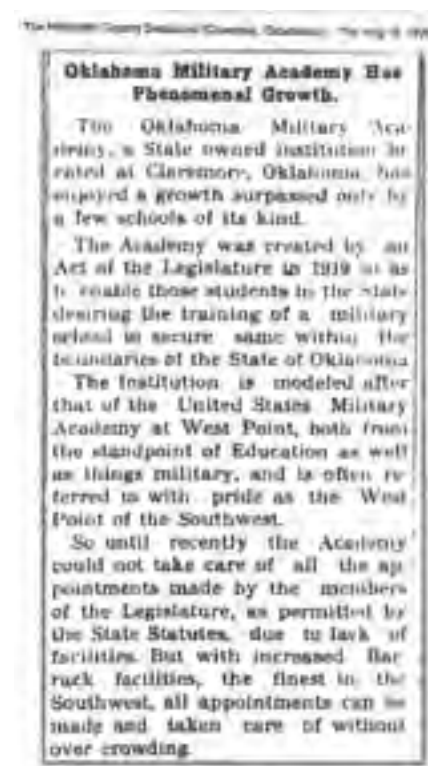 Oklahoma Military Academy Has
Phenomenal Growth.
The Oklahoma Military Aca-
demy, a State owned institution lo-
cated at Claremore, Oklahoma, has
enjoyed a growth surpassed only by
a few schools of its kind.
The Academy was created by an
Act of the Legislature in 1919 so as
to enable those students in the state
desiring the training of a military
school to secure same within the
boundaries of the State of Oklahoma
The Institution is modeled after
that of the United States Military
Academy at West Point, both from
the standpoint of Education as well
as things military, and is often re-
ferred to with pride as the West
Point of the Southwest.
So until recently the Academy
could not take care of all the ap
pointments made by the members
of the Legislature, as permitted by
the State Statutes, due to lack of
facilities. But with increased Bar
rack facilities, the finest in the
Southwest, all appointments can be
made and taken care of without
over crowding.